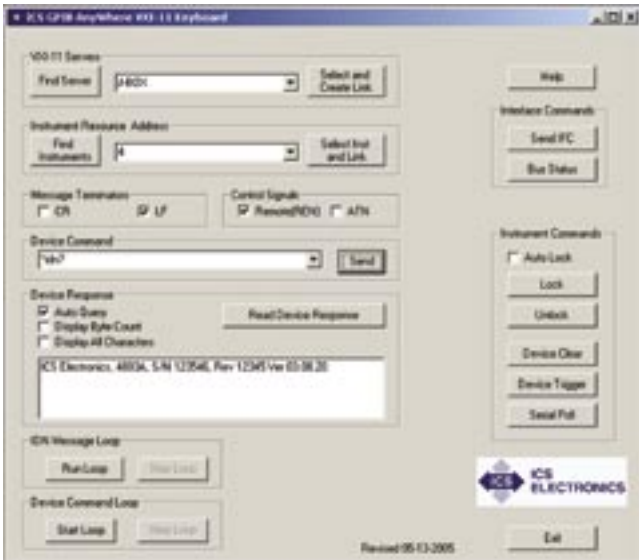 ICS GPIB AnyWhere VXI-11 Keyboard
VXI-11 Servers
Find Server
J-BOX
Select and
Create Link
Help
Interface Commands
Instrument Resource Address
Find
Instruments
4
Select Inst
and Link
Send IFC
Bus Status
Message Terminators
CR
LF
Control Signals
Remote(REN)
ATN
Instrument Commands
Auto Lock
Device Command
*idn?
Send
Lock
Unlock
Device Response
Auto Query
Display Byte Count
Display All Characters
Read Device Response
Device Clear
Device Trigger
Serial Poll
ICS Electronics, S/N 123546, Rev 12345 Ver
IDN Message Loop
Run Loop
Stop Loop
ICS
ICS
ELECTRONICS
Device Command Loop
Start Loop
Stop Loop
Revised 05-13-2005
Exit